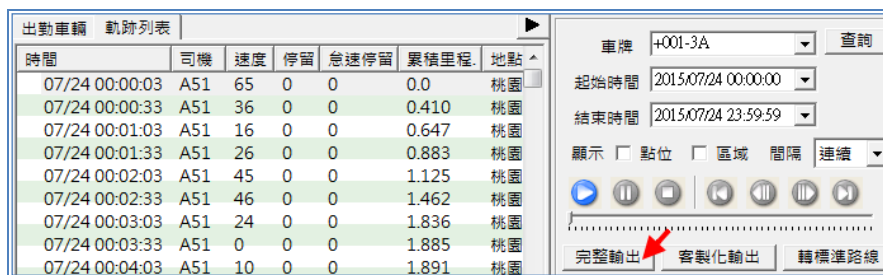 出勤車輛 軌跡列表
時間 司機 速度 停留 怠速停留 累積里程. 地點
07/24 00:00:03 A51 65 0 0 0.0 桃園
07/24 00:00:33 A51 36 0 0 0.410 桃園
07/24 00:01:03 A51 16 0 0 0.647 桃園
07/24 00:01:33 A51 26 0 0 0.883 桃園
07/24 00:02:03 A51 45 0 0 1.125 桃園
07/24 00:02:33 A51 46 0 0 1.462 桃園
07/24 00:03:03 A51 24 0 0 1.836 桃園
07/24 00:03:33 A51 0 0 0 1.885 桃園
07/24 00:04:03 A51 10 0 0 1.891 桃園
車牌 +001-3A 查詢
起始時間 2015/07/24 00:00:00
結束時間 2015/07/24 23:59:59
顯示 點位 區域 間隔 連續
完整輸出 客製化輸出 轉標準路線